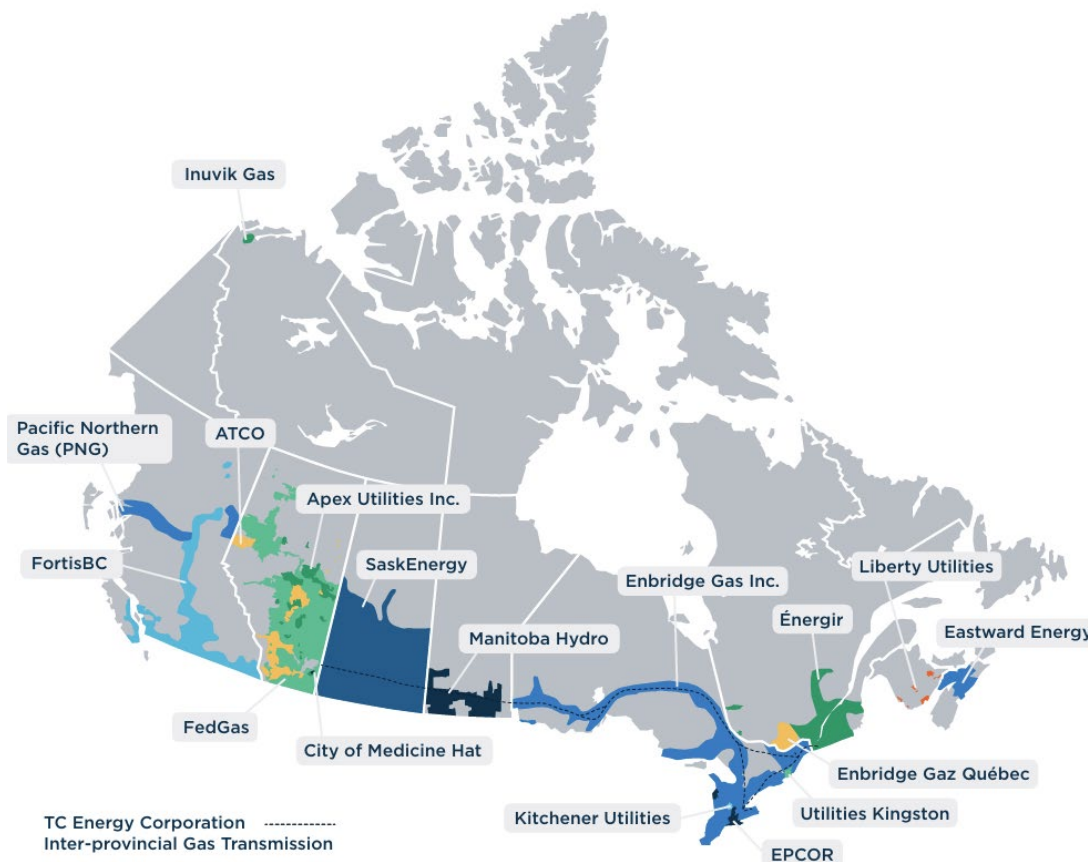 Inuvik Gas
Pacific Northern
Gas (PNG)
ATCO
Apex Utilities Inc.
FortisBC
SaskEnergy
Enbridge Gas Inc.
Liberty Utilities
Énergir
Manitoba Hydro
Eastward Energy
FedGas
City of Medicine Hat
Enbridge Gaz Québec
Kitchener Utilities
Utilities Kingston
EPCOR
TC Energy Corporation
Inter-provincial Gas Transmission